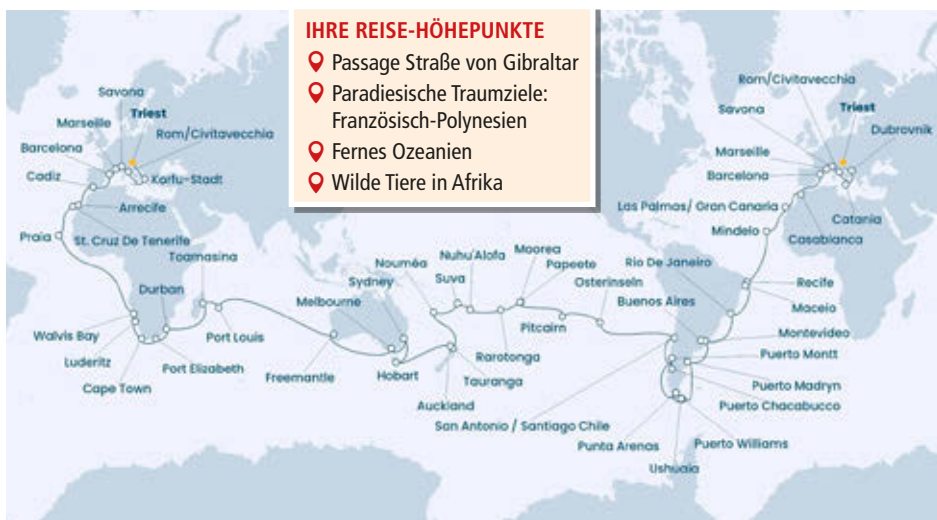 IHRE REISE-HÖHEPUNKTE
Passage Straße von Gibraltar
Paradiesische Traumziele:
Französisch-Polynesien
Fernes Ozeanien
Wilde Tiere in Afrika
Savona
Marseille
Triest
Rom/Civitavecchia
Barcelona
Cadiz
Korfu-Stadt
Arrecife
Praia
St. Cruz De Tenerife
Toamasina
Durban
Walvis Bay
Luderitz
Cape Town
Port Elizabeth
Port Louis
Freemantle
Melbourne
Sydney
Nouméa
Hobart
Auckland
Tauranga
Suva
Nuhu'Alofa
Rarotonga
Moorea
Papeete
Pitcairn
Osterinseln
San Antonio / Santiago Chile
Punta Arenas
Ushuaia
Puerto Williams
Puerto Chacabuco
Puerto Madryn
Puerto Montt
Montevideo
Buenos Aires
Rio De Janeiro
Maceio
Recife
Mindelo
Las Palmas/ Gran Canaria
Casabianca
Barcelona
Marseille
Savona
Rom/Civitavecchia
Triest
Dubrovnik
Catania